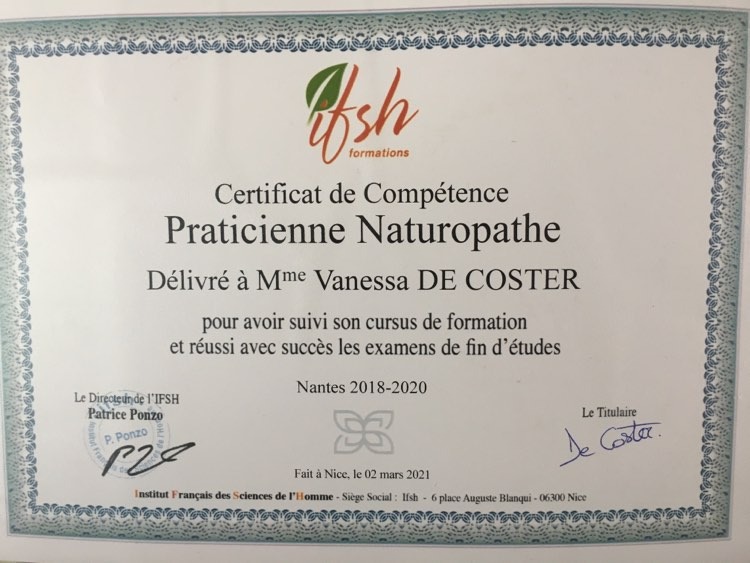 ifsh
formations
Certificat de Compétence
Praticienne Naturopathe
Délivré à Mme Vanessa DE COSTER
pour avoir suivi son cursus de formation
et réussi avec succès les examens de fin d'études
Nantes 2018-2020
Le Directeur de l'IFSH
Patrice Ponzo
P. Ponzo
Le Titulaire
De Coster.
Fait à Nice, le 02 mars 2021
Institut Français des Sciences de l'Homme - Siège Social : Ifsh - 6 place Auguste Blanqui - 06300 Nice